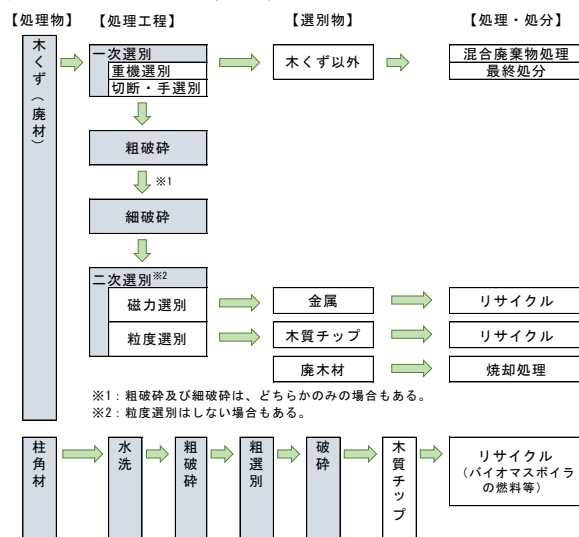 【処理物】 【処理工程】 【選別物】 【処理・処分】
木くず（廃材）
一次選別
重機選別
切断・手選別
木くず以外
混合廃棄物処理
最終処分
粗破砕
※1
細破砕
二次選別※2
磁力選別
金属
リサイクル
粒度選別
木質チップ
リサイクル
廃木材
焼却処理
※1：粗破砕及び細破砕は、どちらかのみの場合もある。
※2：粒度選別はしない場合もある。
柱角材
水洗
粗破砕
粗選別
破砕
木質チップ
リサイクル
（バイオマスボイラ
の燃料等）